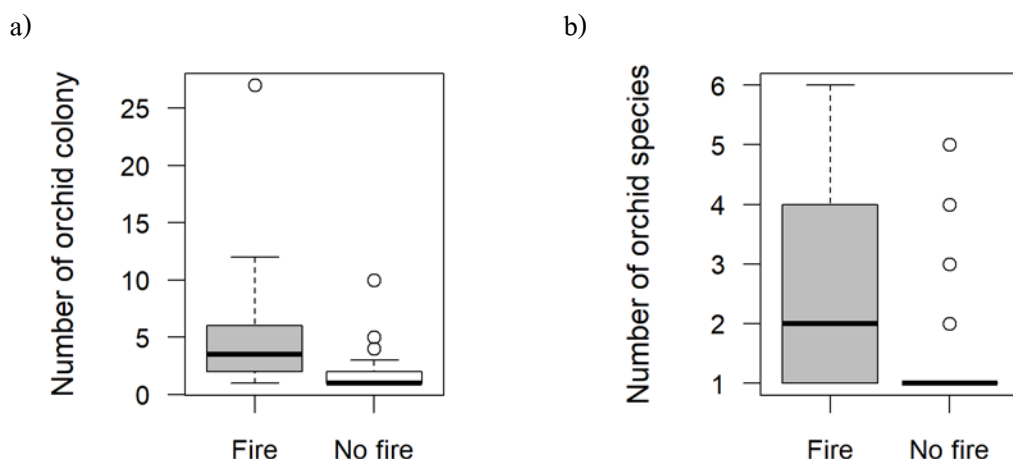 a)
b)
Number of orchid colony
25
20
15
10
5
0
Fire
No fire
Number of orchid species
6
5
4
3
2
1
Fire
No fire